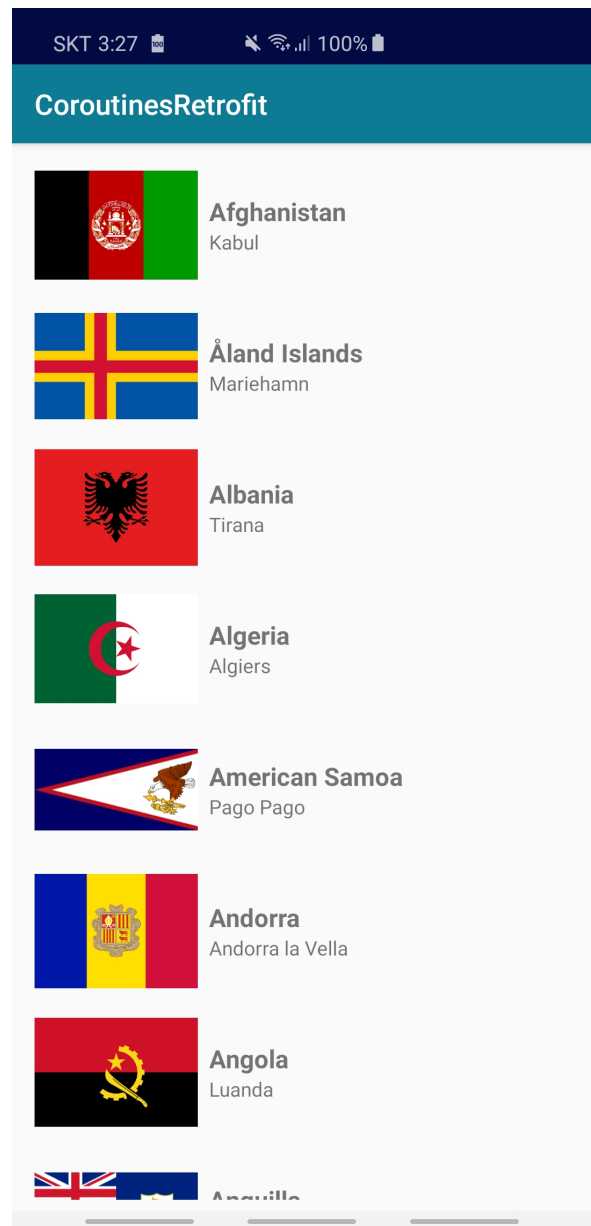 SKT 3:27 100%
CoroutinesRetrofit
Afghanistan
Kabul
Åland Islands
Mariehamn
Albania
Tirana
Algeria
Algiers
American Samoa
Pago Pago
Andorra
Andorra la Vella
Angola
Luanda